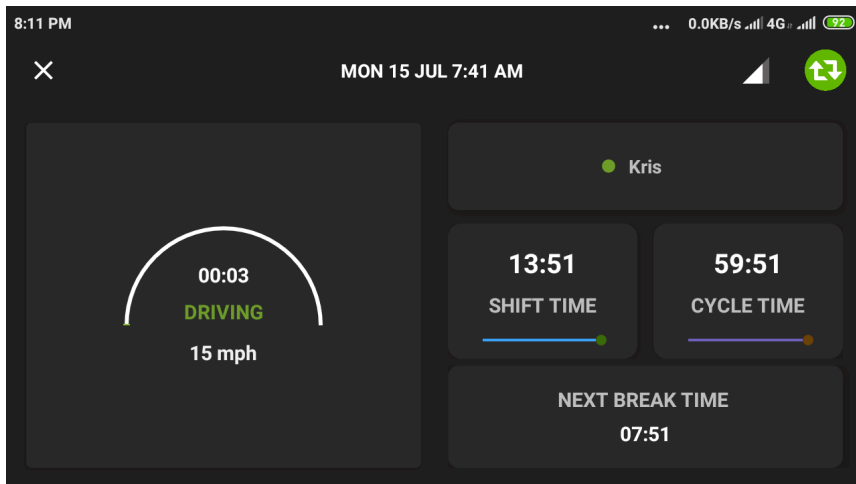 8:11 PM ... 0.0KB/s 4G 92
MON 15 JUL 7:41 AM
00:03
DRIVING
15 mph
Kris
13:51
SHIFT TIME
59:51
CYCLE TIME
NEXT BREAK TIME
07:51